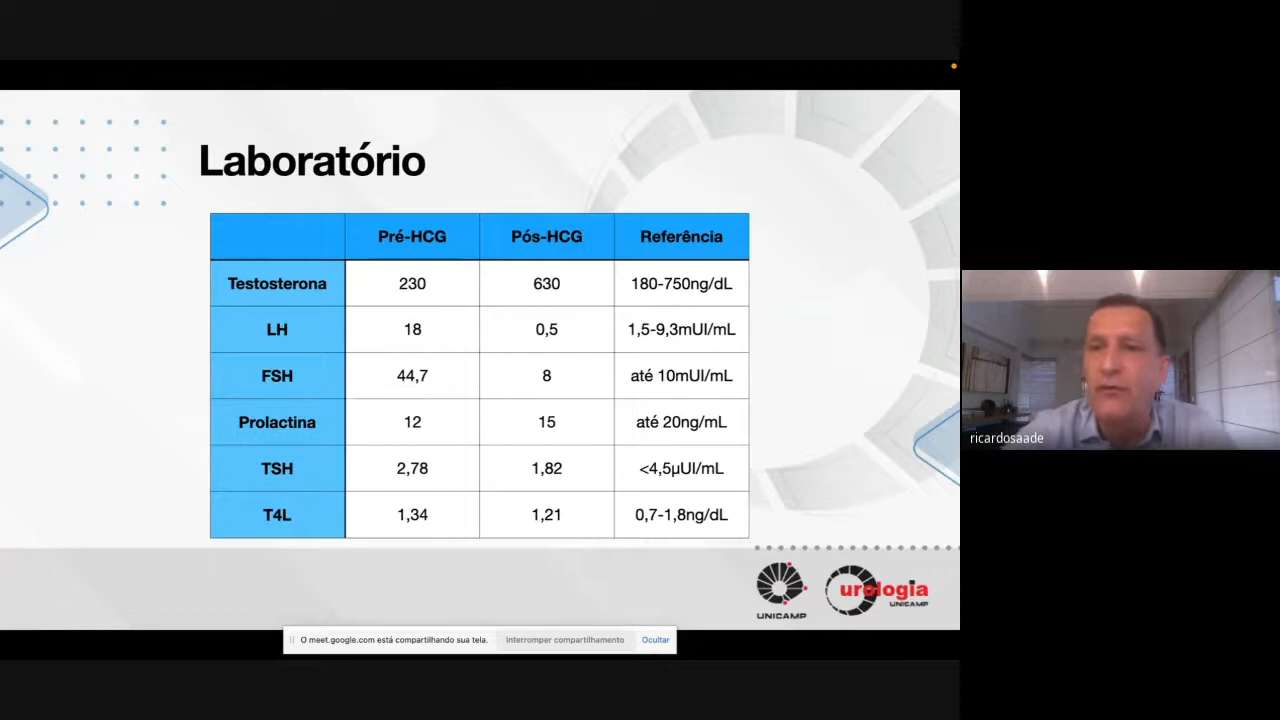 Laboratório
Pré-HCG Pós-HCG Referência
Testosterona 230 630 180-750ng/dL
LH 18 0,5 1,5-9,3mUI/mL
FSH 44,7 8 até 10mUI/mL
Prolactina 12 15 até 20ng/mL
TSH 2,78 1,82 <4,5µUI/mL
T4L 1,34 1,21 0,7-1,8ng/dL
ricardosaade
UNICAMP
urologia
UNICAMP
O meet.google.com está compartilhando sua tela. Interromper compartilhamento Ocultar